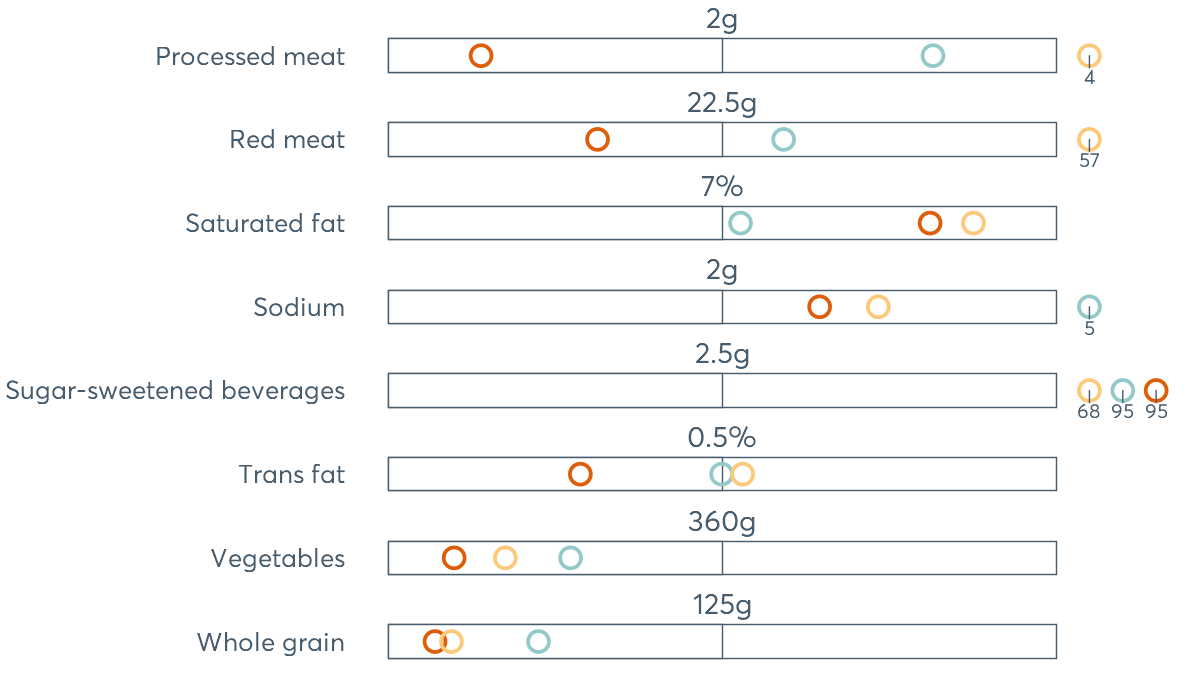 2g
Processed meat
4
22.5g
Red meat
57
7%
Saturated fat
2g
Sodium
5
2.5g
Sugar-sweetened beverages
68 95 95
0.5%
Trans fat
360g
Vegetables
125g
Whole grain